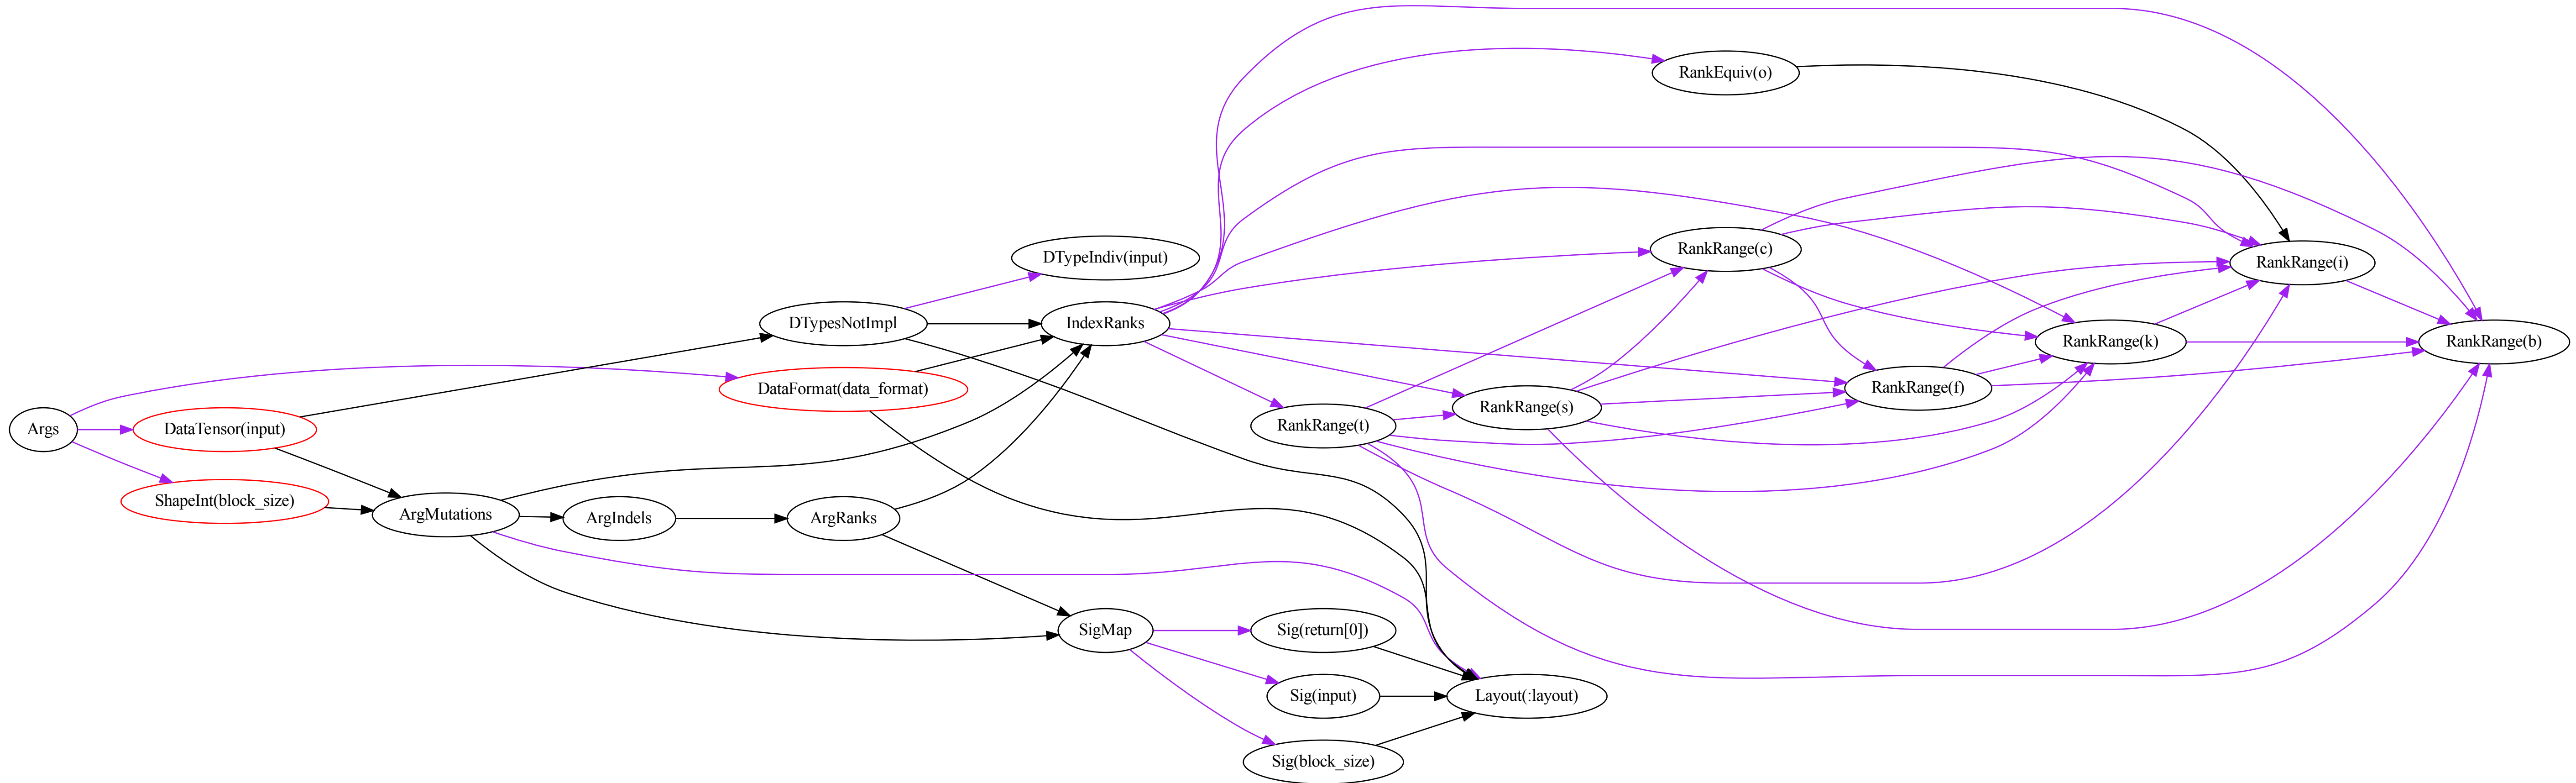 Args
DataTensor(input)
ShapeInt(block_size)
ArgMutations
ArgIndels
DTypesNotImpl
DataFormat(data_format)
ArgRanks
DTypeIndiv(input)
IndexRanks
SigMap
RankRange(t)
Sig(return[0])
Sig(input)
Sig(block_size)
RankRange(s)
Layout(:layout)
RankEquiv(o)
RankRange(c)
RankRange(f)
RankRange(k)
RankRange(i)
RankRange(b)